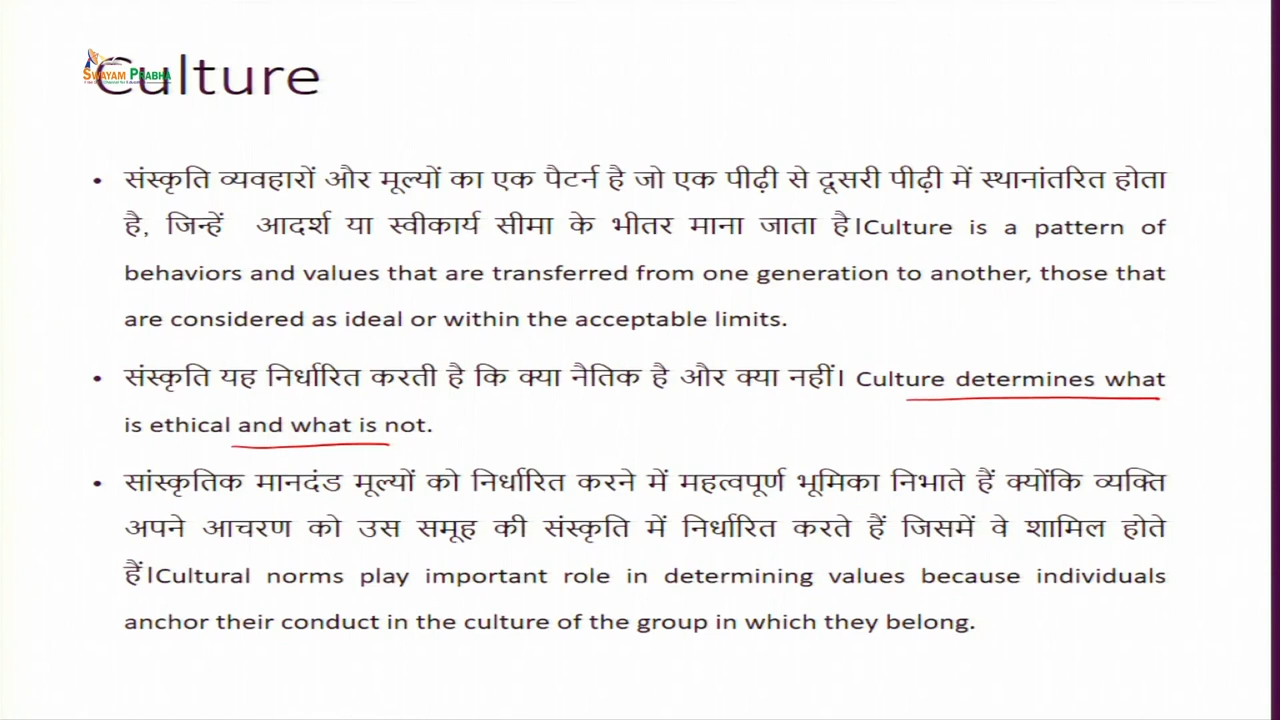 Culture
SWAYAM PRABHA
• संस्कृति व्यवहारों और मूल्यों का एक पैटर्न है जो एक पीढ़ी से दूसरी पीढ़ी में स्थानांतरित होता
है, जिन्हें आदर्श या स्वीकार्य सीमा के भीतर माना जाता है।Culture is a pattern of
behaviors and values that are transferred from one generation to another, those that
are considered as ideal or within the acceptable limits.
• संस्कृति यह निर्धारित करती है कि क्या नैतिक है और क्या नहीं। Culture determines what
is ethical and what is not.
• सांस्कृतिक मानदंड मूल्यों को निर्धारित करने में महत्वपूर्ण भूमिका निभाते हैं क्योंकि व्यक्ति
अपने आचरण को उस समूह की संस्कृति में निर्धारित करते हैं जिसमें वे शामिल होते
हैं।Cultural norms play important role in determining values because individuals
anchor their conduct in the culture of the group in which they belong.